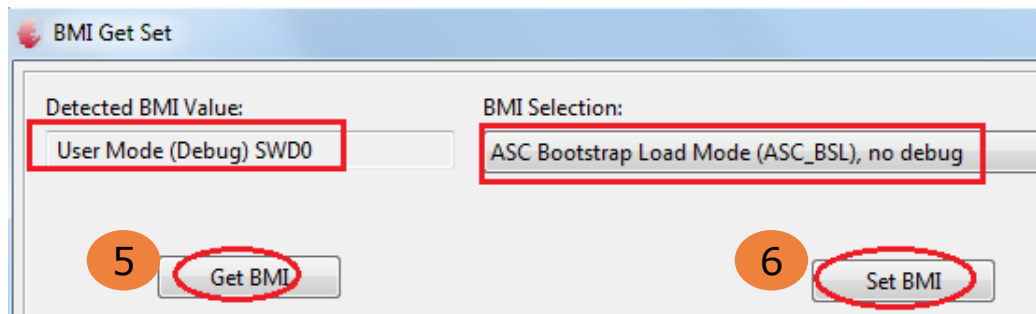 BMI Get Set
Detected BMI Value:
BMI Selection:
User Mode (Debug) SWD0
ASC Bootstrap Load Mode (ASC_BSL), no debug
5
Get BMI
6
Set BMI